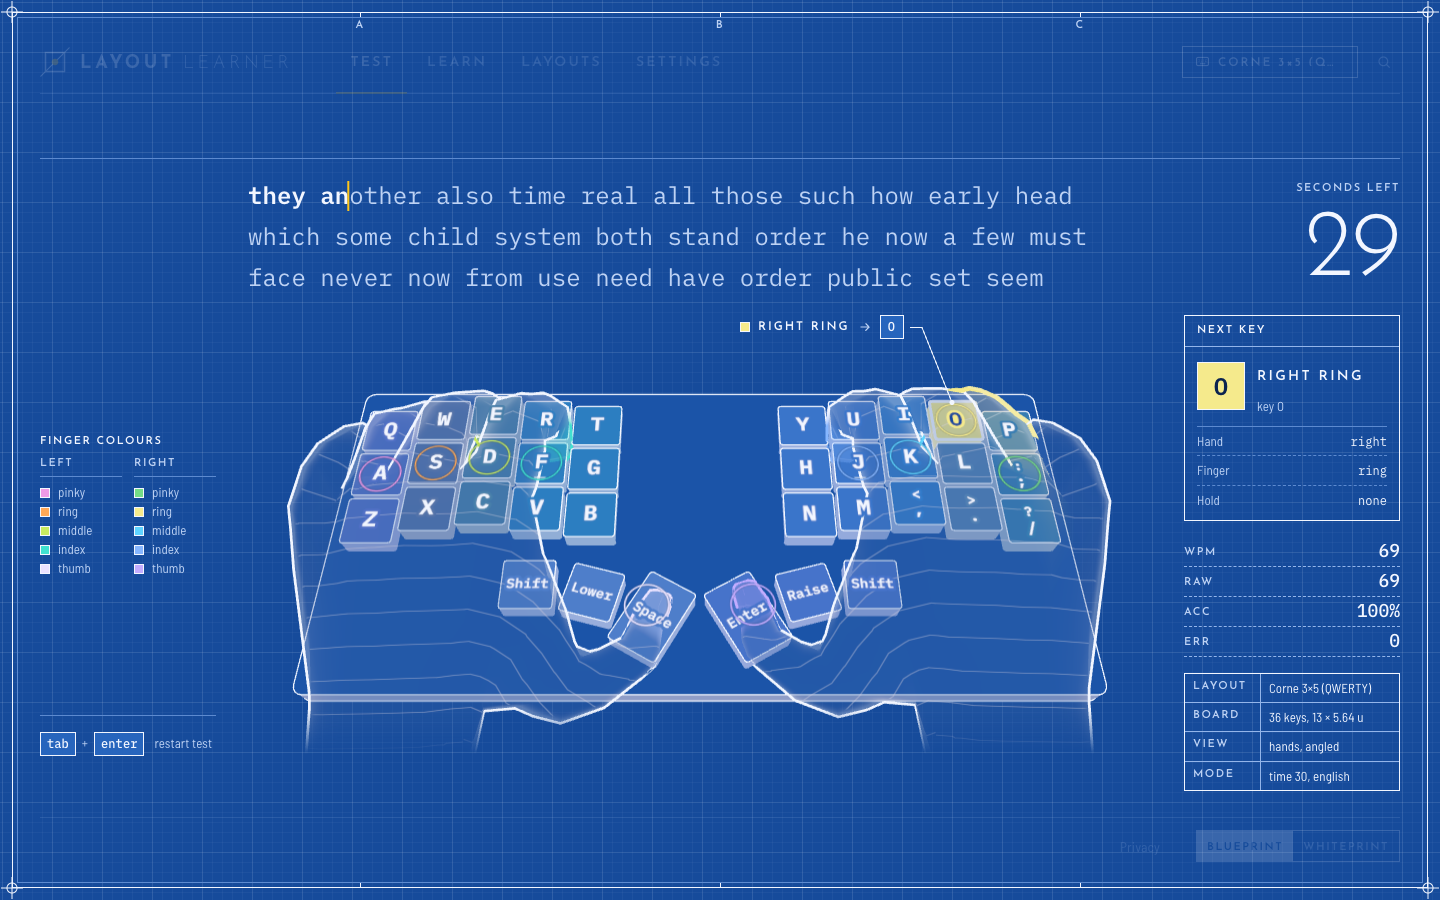 A B C
LAYOUT LEARNER TEST LEARN LAYOUTS SETTINGS CORNE 3×5 (Q…
they another also time real all those such how early head
which some child system both stand order he now a few must
face never now from use need have order public set seem
SECONDS LEFT
29
RIGHT RING → O
NEXT KEY
O RIGHT RING
key O
Hand right
Finger ring
Hold none
FINGER COLOURS
LEFT RIGHT
pinky pinky
ring ring
middle middle
index index
thumb thumb
Q W E R T Y U I O P
A S D F G H J K L : ;
Z X C V B N M < , > . ? /
Shift Lower Space Enter Raise Shift
WPM 69
RAW 69
ACC 100%
ERR 0
LAYOUT Corne 3×5 (QWERTY)
BOARD 36 keys, 13 × 5.64 u
VIEW hands, angled
MODE time 30, english
tab + enter restart test
Privacy BLUEPRINT WHITEPRINT